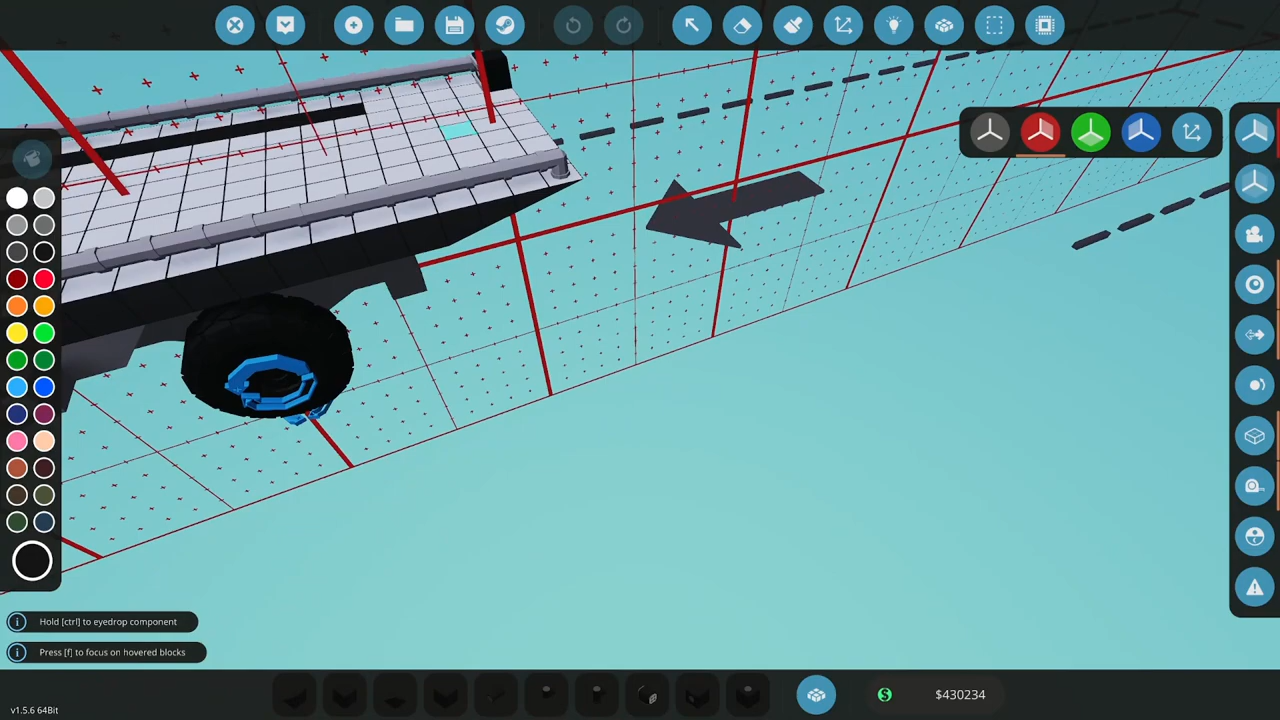 Hold [ctrl] to eyedrop component
Press [f] to focus on hovered blocks
$430234
v1.5.6 64Bit